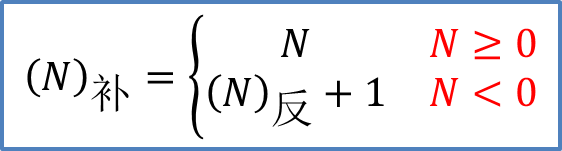 (N)补 = { N N ≥ 0
(N)反 + 1 N < 0